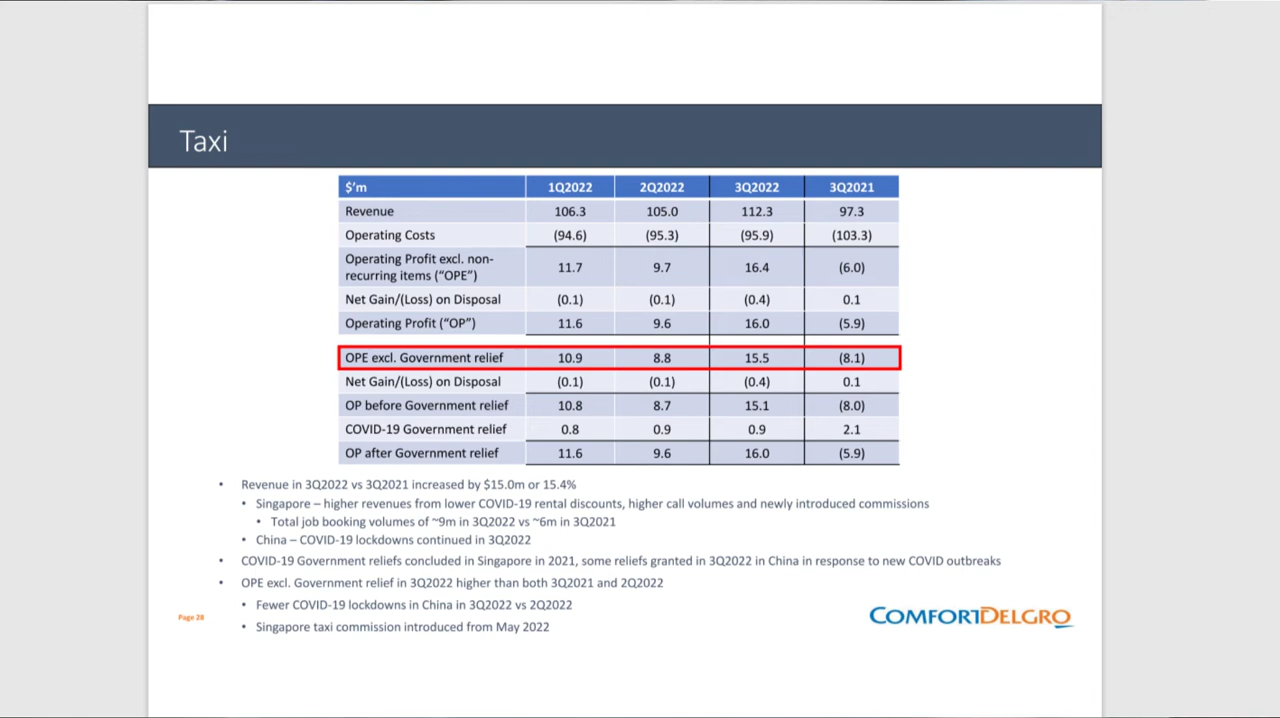 Taxi
$'m 1Q2022 2Q2022 3Q2022 3Q2021
Revenue 106.3 105.0 112.3 97.3
Operating Costs (94.6) (95.3) (95.9) (103.3)
Operating Profit excl. non-
recurring items (“OPE”) 11.7 9.7 16.4 (6.0)
Net Gain/(Loss) on Disposal (0.1) (0.1) (0.4) 0.1
Operating Profit (“OP”) 11.6 9.6 16.0 (5.9)
OPE excl. Government relief 10.9 8.8 15.5 (8.1)
Net Gain/(Loss) on Disposal (0.1) (0.1) (0.4) 0.1
OP before Government relief 10.8 8.7 15.1 (8.0)
COVID-19 Government relief 0.8 0.9 0.9 2.1
OP after Government relief 11.6 9.6 16.0 (5.9)
• Revenue in 3Q2022 vs 3Q2021 increased by $15.0m or 15.4%
• Singapore – higher revenues from lower COVID-19 rental discounts, higher call volumes and newly introduced commissions
• Total job booking volumes of ~9m in 3Q2022 vs ~6m in 3Q2021
• China – COVID-19 lockdowns continued in 3Q2022
• COVID-19 Government reliefs concluded in Singapore in 2021, some reliefs granted in 3Q2022 in China in response to new COVID outbreaks
• OPE excl. Government relief in 3Q2022 higher than both 3Q2021 and 2Q2022
• Fewer COVID-19 lockdowns in China in 3Q2022 vs 2Q2022
• Singapore taxi commission introduced from May 2022
Page 28
COMFORTDELGRO